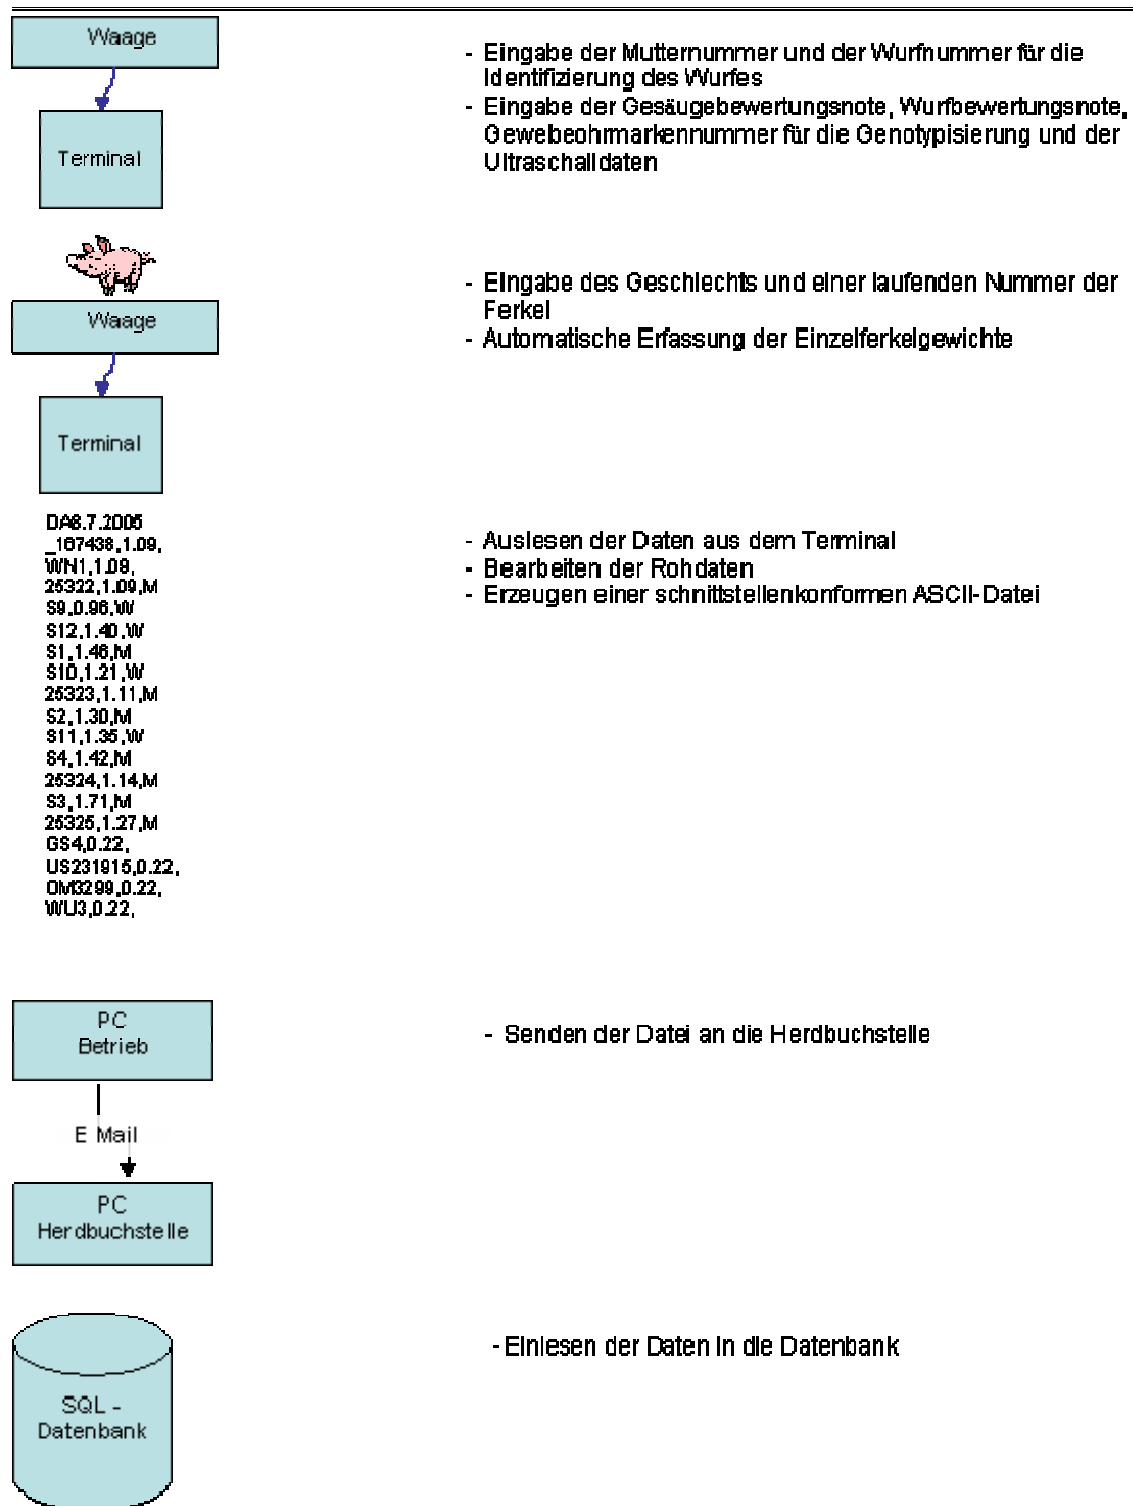 Waage
- Eingabe der Mutternummer und der Wurfnummer für die
Identifizierung des Wurfes
- Eingabe der Gesäugebewertungsnote, Wurfbewertungsnote,
Gewebeohrmarkennummer für die Genotypisierung und der
Ultraschalldaten
Terminal
- Eingabe des Geschlechts und einer laufenden Nummer der
Ferkel
- Automatische Erfassung der Einzelferkelgewichte
Waage
Terminal
- Auslesen der Daten aus dem Terminal
- Bearbeiten der Rohdaten
- Erzeugen einer schnittstellenkonformen ASCII-Datei
DA6.7.2005
_167438,1.09,
WN1,1.08,
25322,1.09,M
S9,0.96,W
S12,1.40,W
S1,1.46,M
S10,1.21,W
25323,1.11,M
S2,1.30,M
S11,1.35,W
S4,1.42,M
25324,1.14,M
S3,1.71,M
25325,1.27,M
GS4,0.22,
US231915,0.22,
OM3299,0.22,
WU3,0.22,
PC
Betrieb
- Senden der Datei an die Herdbuchstelle
E Mail
PC
Herdbuchstelle
- Einlesen der Daten in die Datenbank
SQL -
Datenbank